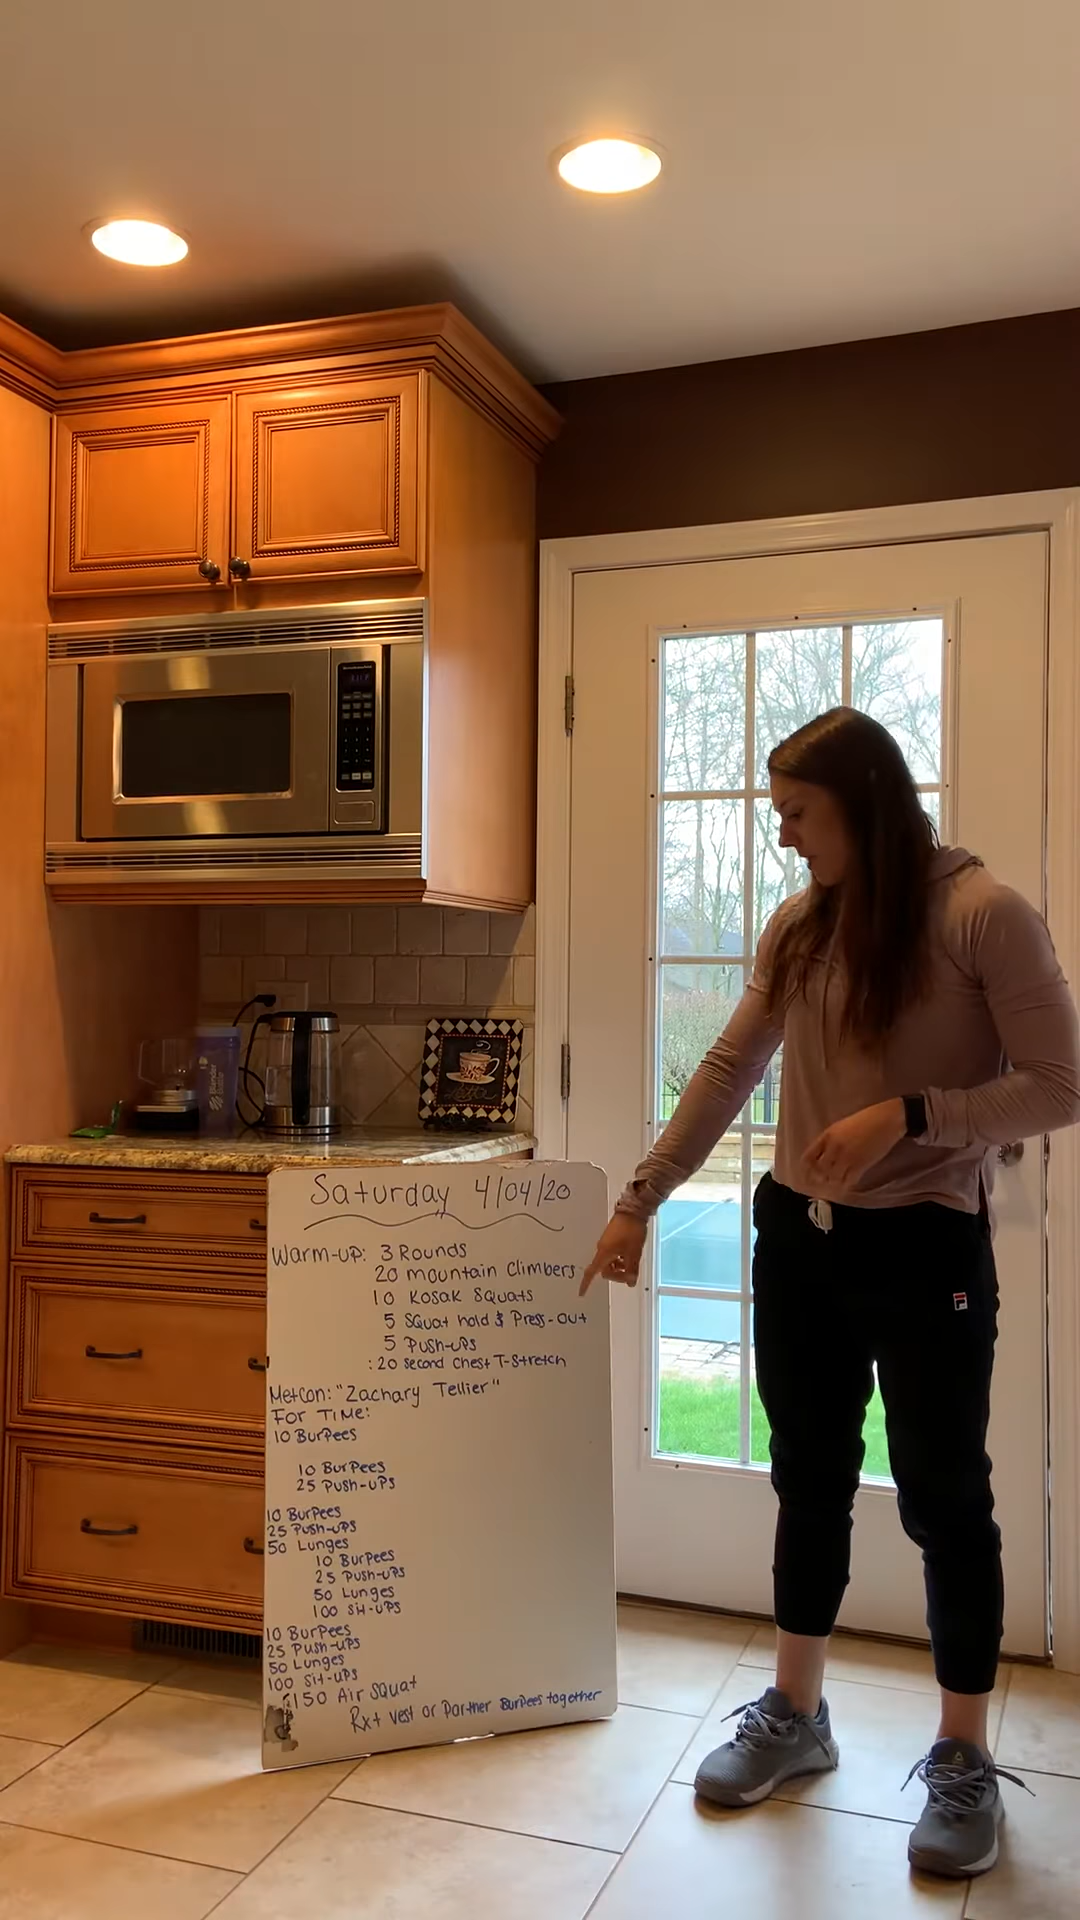 Saturday 4/04/20
Warm-up: 3 Rounds
20 mountain Climbers
10 Kosak Squats
5 Squat hold & Press-out
5 Push-ups
:20 second Chest T-Stretch
Metcon: "Zachary Tellier"
For Time:
10 Burpees
10 Burpees
25 Push-ups
10 Burpees
25 Push-ups
50 Lunges
10 Burpees
25 Push-ups
50 Lunges
100 Sit-ups
10 Burpees
25 Push-ups
50 Lunges
100 Sit-ups
150 Air Squat
Rx+ Vest or Partner Burpees together